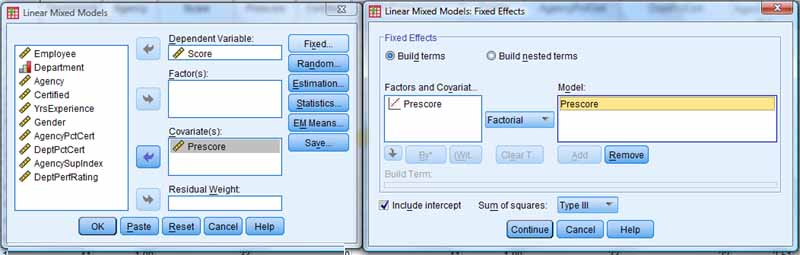 Linear Mixed Models
Employee
Department
Agency
Certified
YrsExperience
Gender
AgencyPctCert
DeptPctCert
AgencySupIndex
DeptPerfRating
Dependent Variable:
Score
Factor(s):
Covariate(s):
Prescore
Residual Weight:
Fixed...
Random...
Estimation...
Statistics...
EM Means...
Save...
OK Paste Reset Cancel Help
Linear Mixed Models: Fixed Effects
Fixed Effects
Build terms Build nested terms
Factors and Covariat... Model:
Prescore
Factorial
Prescore
By* (Wit.. Clear T... Add Remove
Build Term:
Include intercept Sum of squares: Type III
Continue Cancel Help